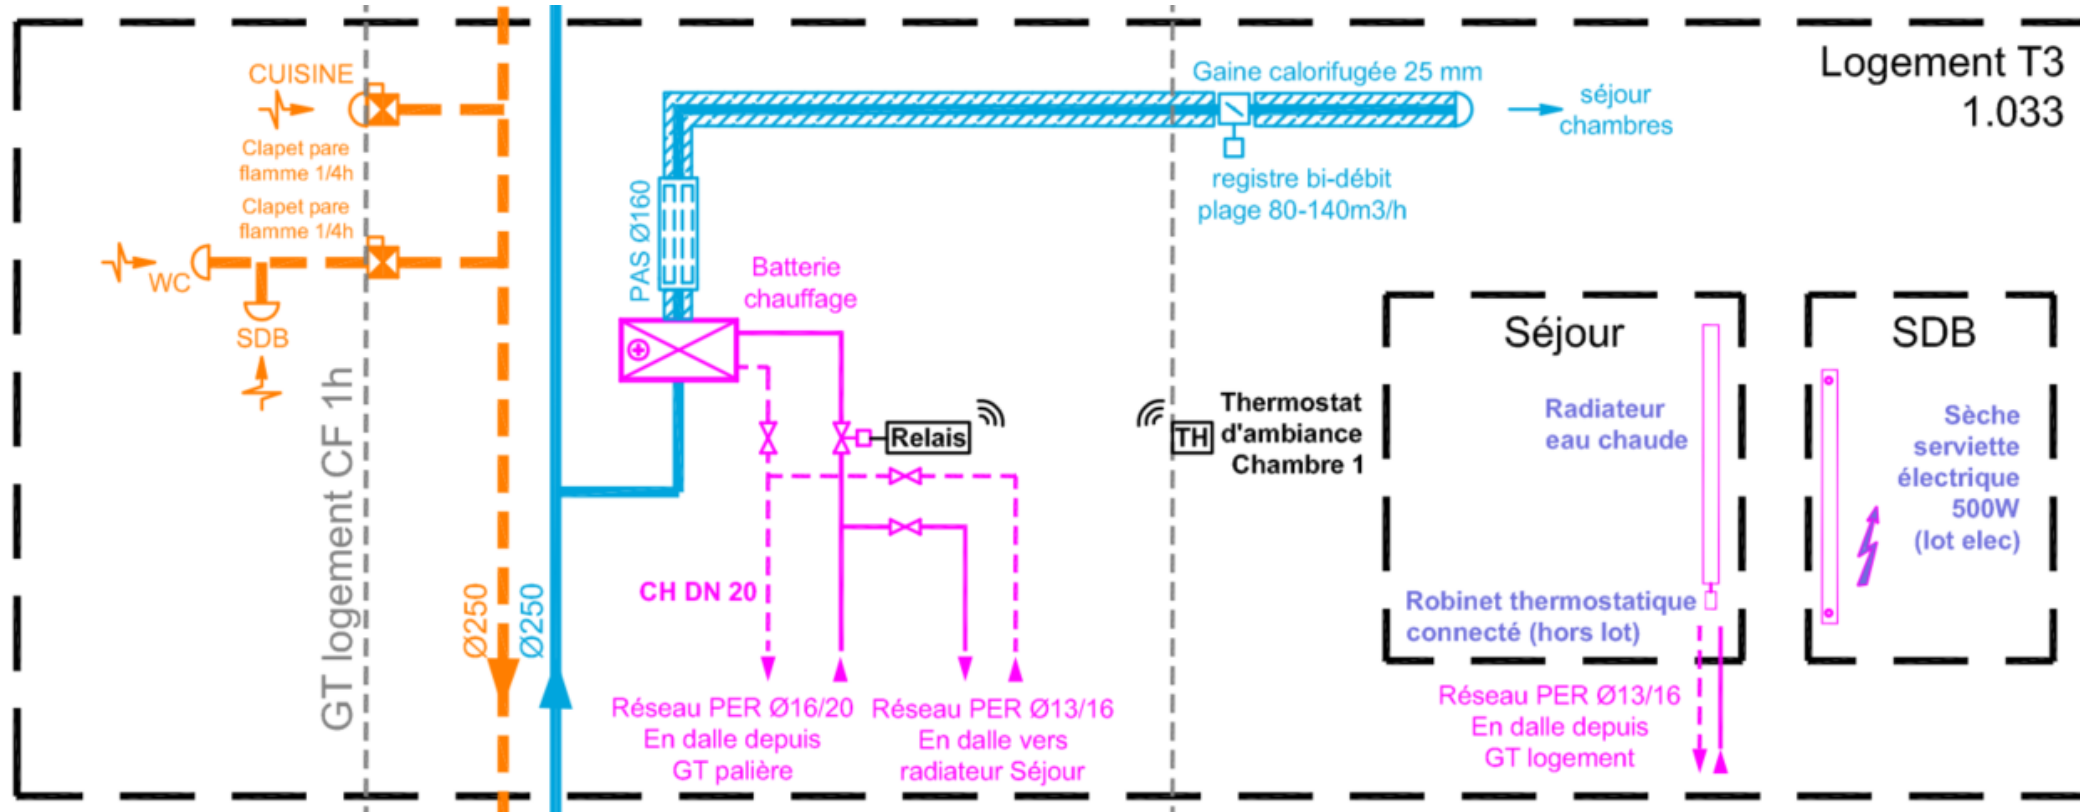 Logement T3
1.033
CUISINE
Clapet pare
flamme 1/4h
Clapet pare
flamme 1/4h
WC
SDB
GT logement CF 1h
Ø250
Ø250
Gaine calorifugée 25 mm
séjour
chambres
registre bi-débit
plage 80-140m3/h
PAS Ø160
Batterie
chauffage
Relais
TH
Thermostat
d'ambiance
Chambre 1
CH DN 20
Réseau PER Ø16/20
En dalle depuis
GT palière
Réseau PER Ø13/16
En dalle vers
radiateur Séjour
Séjour
Radiateur
eau chaude
Robinet thermostatique
connecté (hors lot)
Réseau PER Ø13/16
En dalle depuis
GT logement
SDB
Sèche
serviette
électrique
500W
(lot elec)